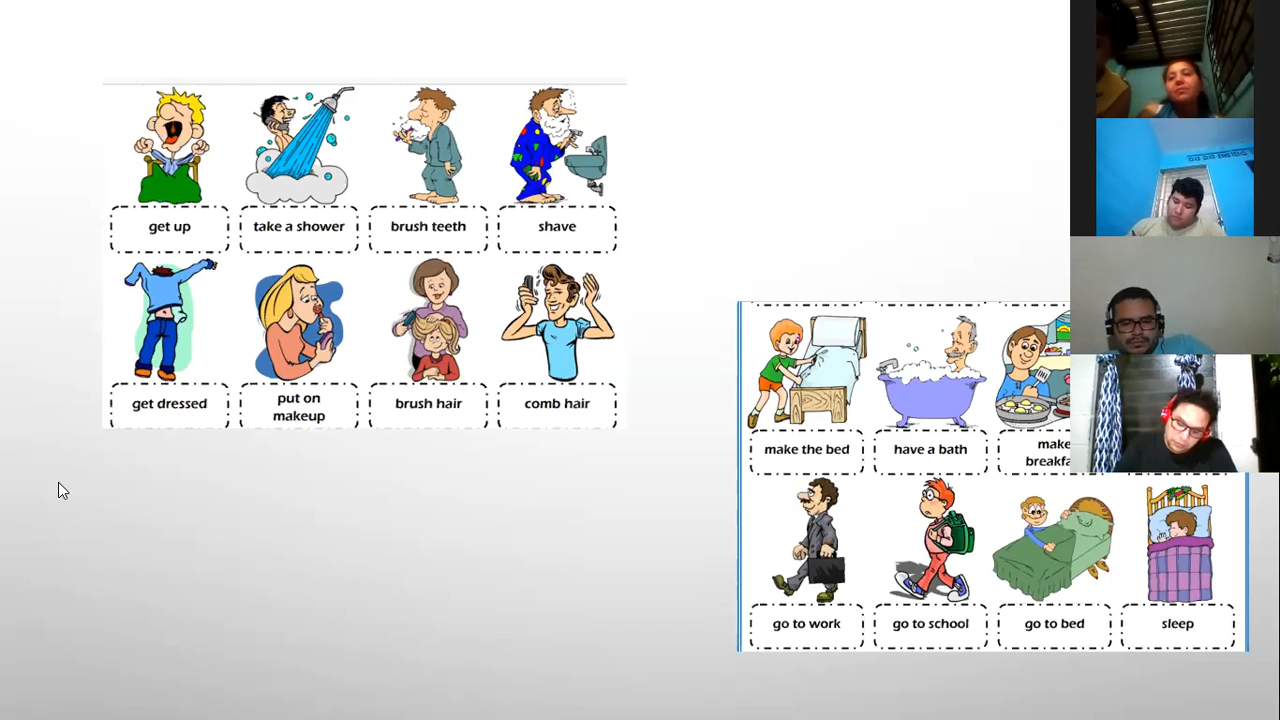 get up
take a shower
brush teeth
shave
get dressed
put on
makeup
brush hair
comb hair
make the bed
have a bath
make
go to work
go to school
go to bed
sleep